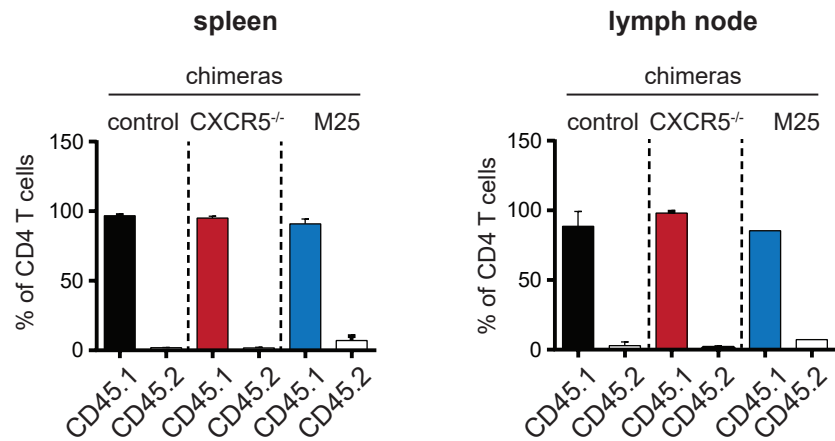 spleen
chimeras
control CXCR5-/- M25
150
100
50
0
% of CD4 T cells
CD45.1 CD45.2 CD45.1 CD45.2 CD45.1 CD45.2
lymph node
chimeras
control CXCR5-/- M25
150
100
50
0
% of CD4 T cells
CD45.1 CD45.2 CD45.1 CD45.2 CD45.1 CD45.2